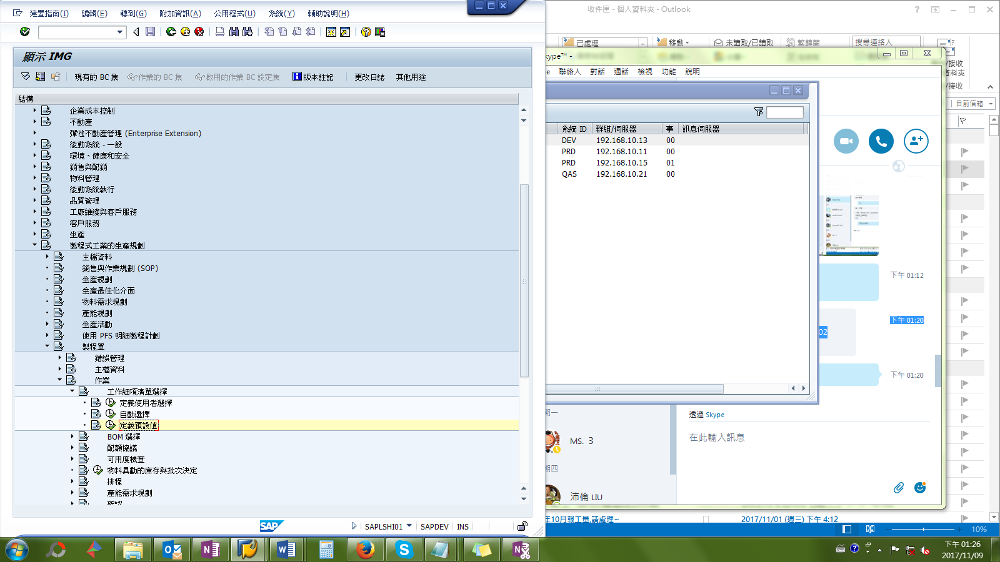 建置指南(I) 編輯(E) 轉到(G) 附加資訊(A) 公用程式(U) 系統(Y) 輔助說明(H)
顯示 IMG
現有的 BC 集 作業的 BC 集 啟用的作業 BC 設定集 版本註記 更改日誌 其他用途
結構
企業成本控制
不動產
彈性不動產管理 (Enterprise Extension)
後勤系統 - 一般
環境、健康和安全
銷售與配銷
物料管理
後勤系統執行
品質管理
工廠維護與客戶服務
客戶服務
生產
製程式工業的生產規劃
主檔資料
銷售與作業規劃 (SOP)
生產規劃
生產最佳化介面
物料需求規劃
產能規劃
生產活動
使用 PFS 明細製程計劃
製程單
錯誤管理
主檔資料
作業
工作細項清單選擇
定義使用者選擇
自動選擇
定義預設值
BOM 選擇
配額協議
可用度檢查
物料異動的庫存與批次決定
排程
產能需求規劃
確認
SAP
SAPLSHI01 SAPDEV INS
收件匣 - 個人資料夾 - Outlook
已處理 移動 未讀取/已讀取 繁轉簡 搜尋連絡人
/接收
資料夾
/接收
目前信箱
kype™ -
pe 聯絡人 對話 通話 檢視 功能 說明
系統 ID 群組/伺服器 事 訊息伺服器
DEV 192.168.10.13 00
PRD 192.168.10.11 00
PRD 192.168.10.15 01
QAS 192.168.10.21 00
下午 01:12
下午 01:20
02
下午 01:20
期一
MS. 3
期四
沛倫 LIU
透過 Skype
在此輸入訊息
年10月報工量,請處理~ 2017/11/01 (週三) 下午 4:12
10%
下午 01:26
2017/11/09